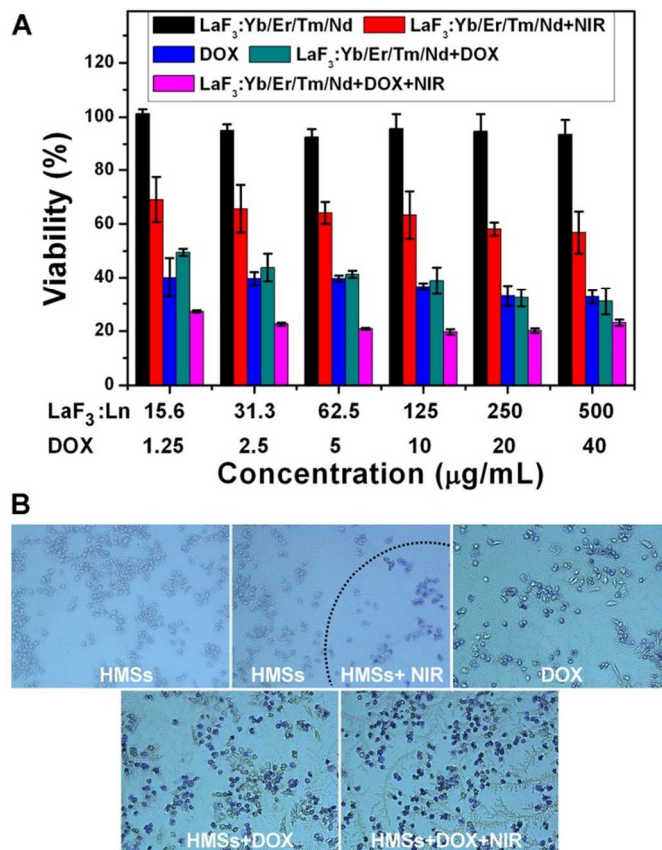 A
LaF₃:Yb/Er/Tm/Nd LaF₃:Yb/Er/Tm/Nd+NIR
DOX LaF₃:Yb/Er/Tm/Nd+DOX
LaF₃:Yb/Er/Tm/Nd+DOX+NIR
Viability (%)
120
100
80
60
40
20
0
LaF₃:Ln 15.6 31.3 62.5 125 250 500
DOX 1.25 2.5 5 10 20 40
Concentration (µg/mL)
B
HMSs HMSs HMSs+ NIR DOX
HMSs+DOX HMSs+DOX+NIR